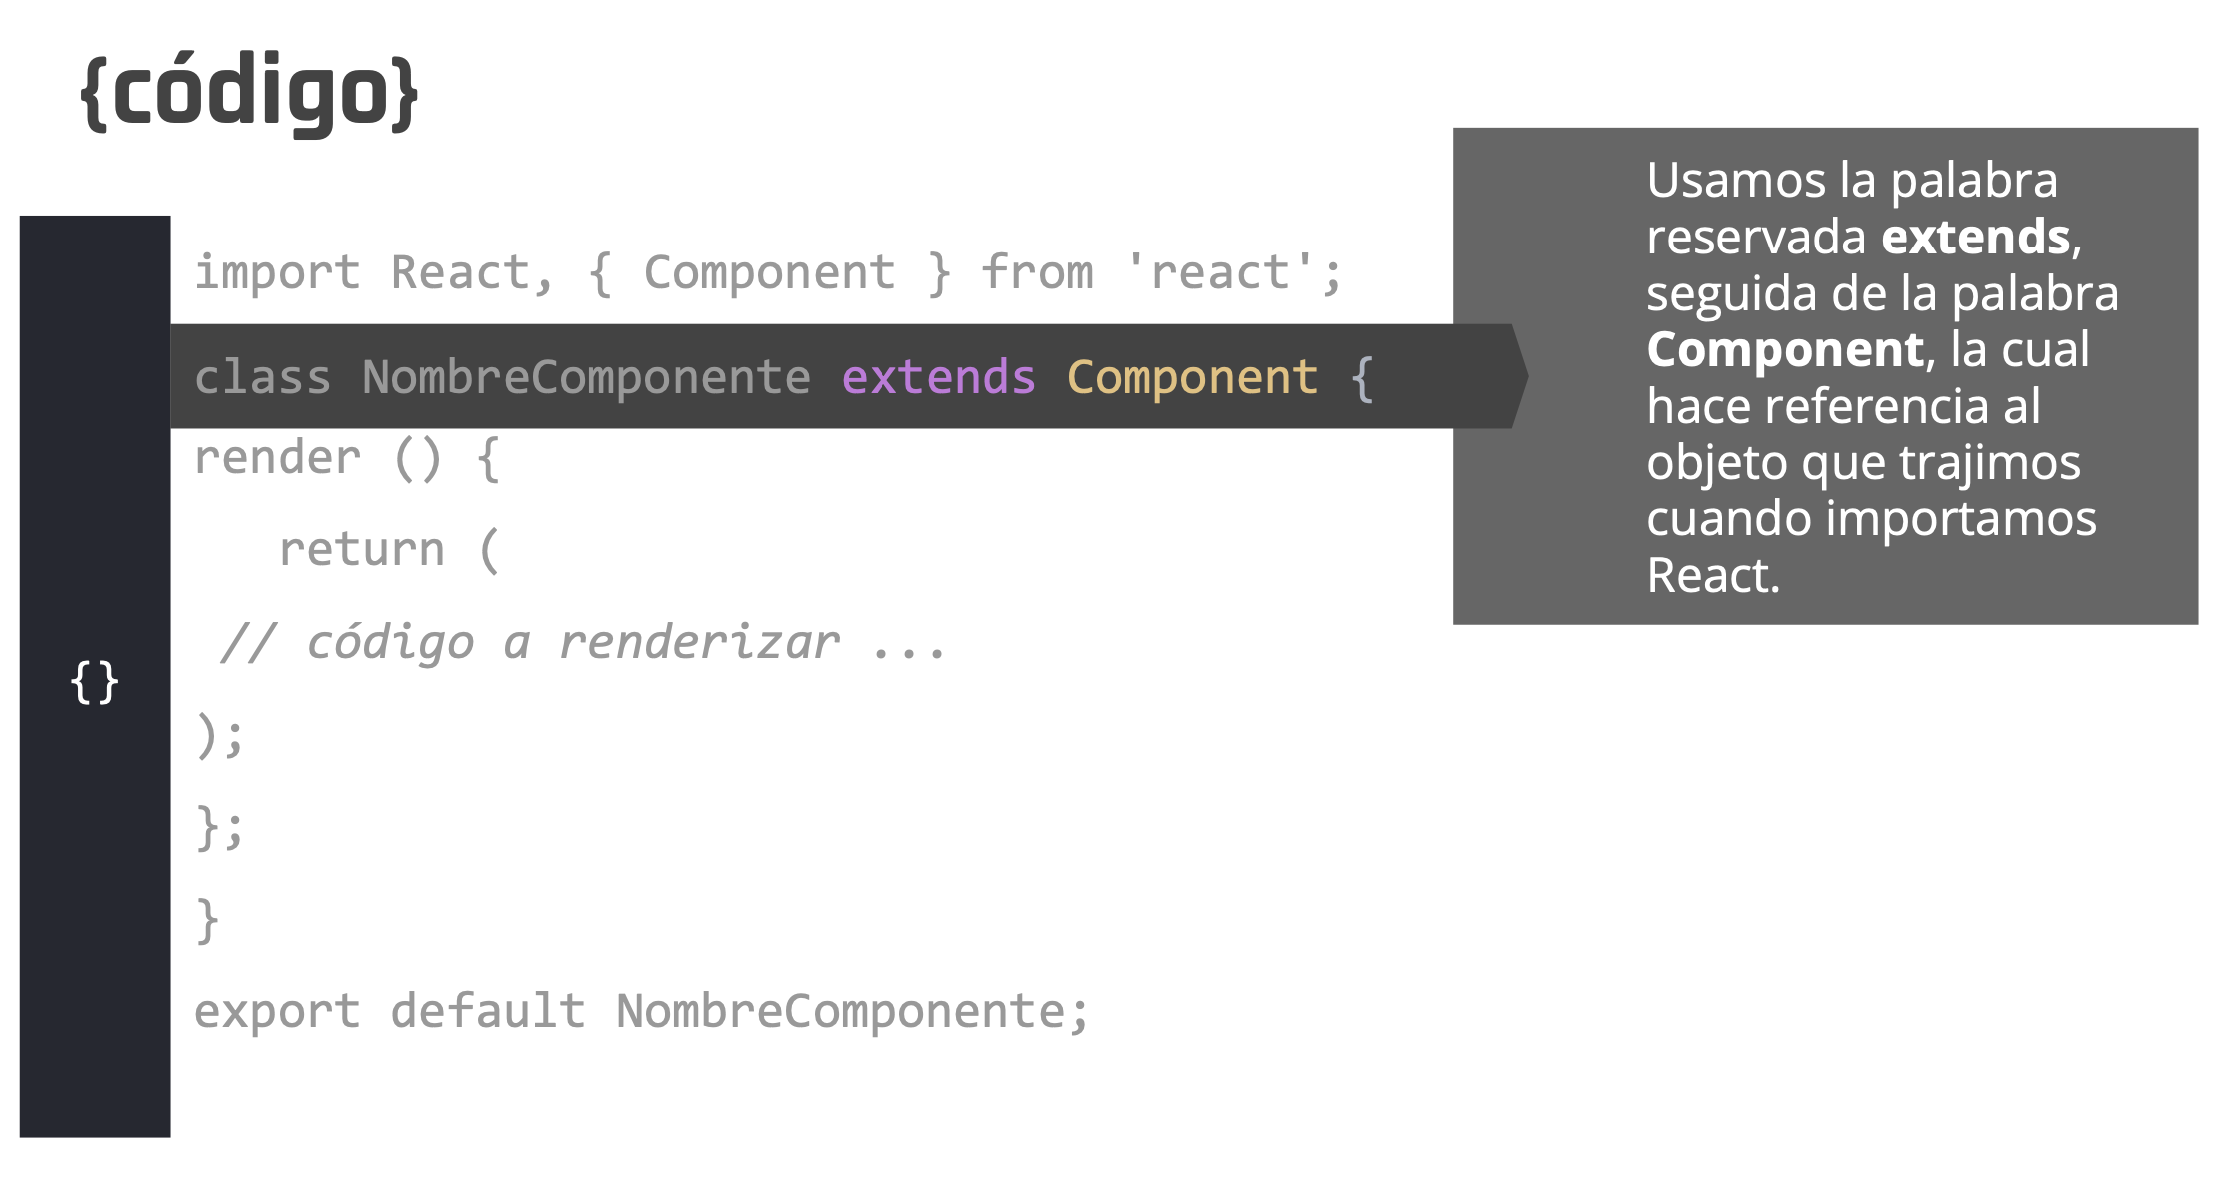 {código}
import React, { Component } from 'react';
class NombreComponente extends Component {
render () {
return (
// código a renderizar ...
);
};
}
export default NombreComponente;
{}
Usamos la palabra
reservada extends,
seguida de la palabra
Component, la cual
hace referencia al
objeto que trajimos
cuando importamos
React.